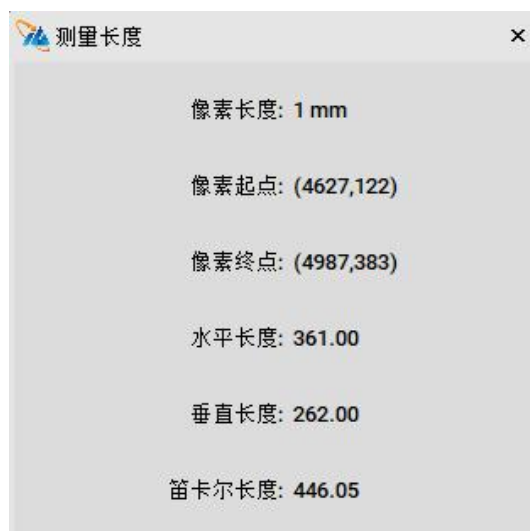 测量长度
像素长度: 1 mm
像素起点: (4627,122)
像素终点: (4987,383)
水平长度: 361.00
垂直长度: 262.00
笛卡尔长度: 446.05